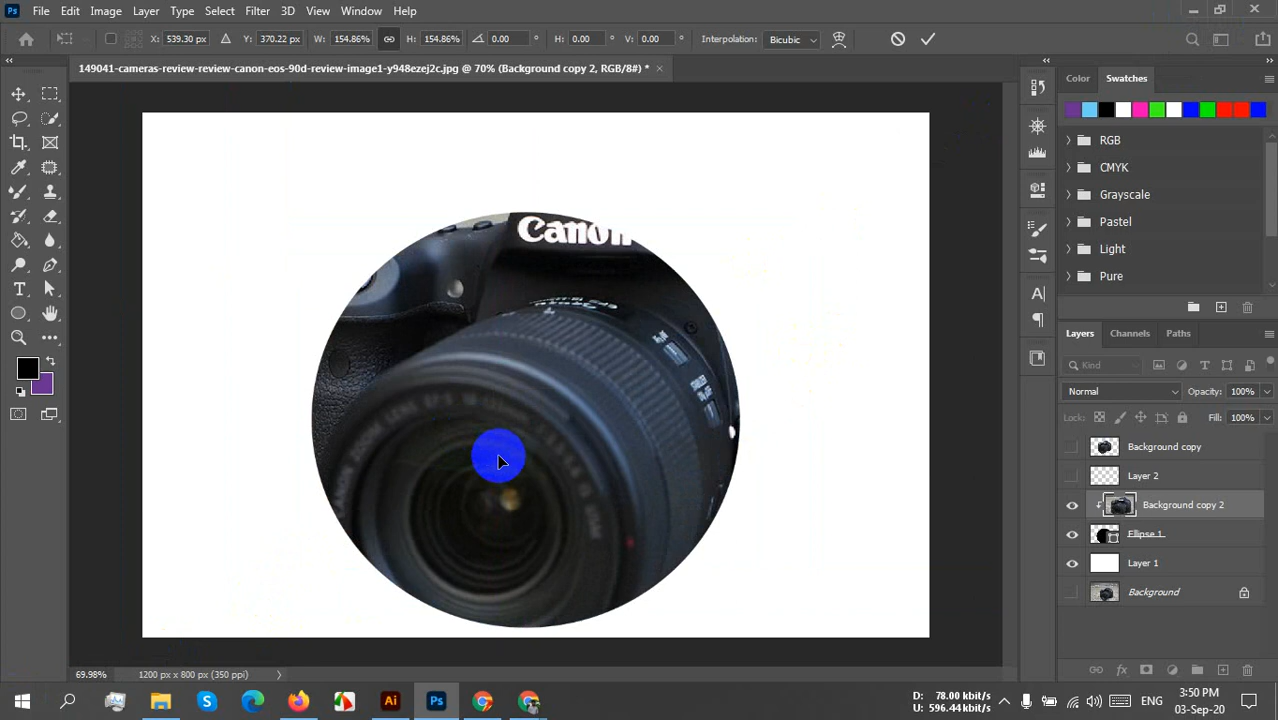 Ps File Edit Image Layer Type Select Filter 3D View Window Help
X: 539.30 px Y: 370.22 px W: 154.86% H: 154.86% 0.00 ° H: 0.00 ° V: 0.00 ° Interpolation: Bicubic
149041-cameras-review-review-canon-eos-90d-review-image1-y948ezej2c.jpg @ 70% (Background copy 2, RGB/8#) *
Color Swatches
RGB
CMYK
Grayscale
Pastel
Light
Pure
Canon
Layers Channels Paths
Kind
Normal Opacity: 100%
Lock: Fill: 100%
Background copy
Layer 2
Background copy 2
Ellipse 1
Layer 1
Background
69.98% 1200 px x 800 px (350 ppi)
Ai Ps
D: 78.00 kbit/s
U: 596.44 kbit/s
ENG
3:50 PM
03-Sep-20